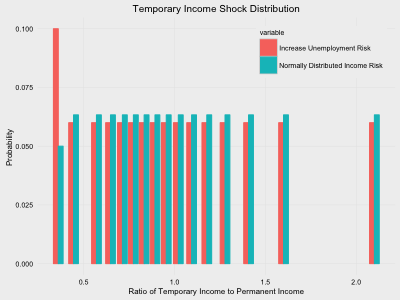 Temporary Income Shock Distribution
variable
Increase Unemployment Risk
Normally Distributed Income Risk
Probability
0.100
0.075
0.050
0.025
0.000
0.5
1.0
1.5
2.0
Ratio of Temporary Income to Permanent Income